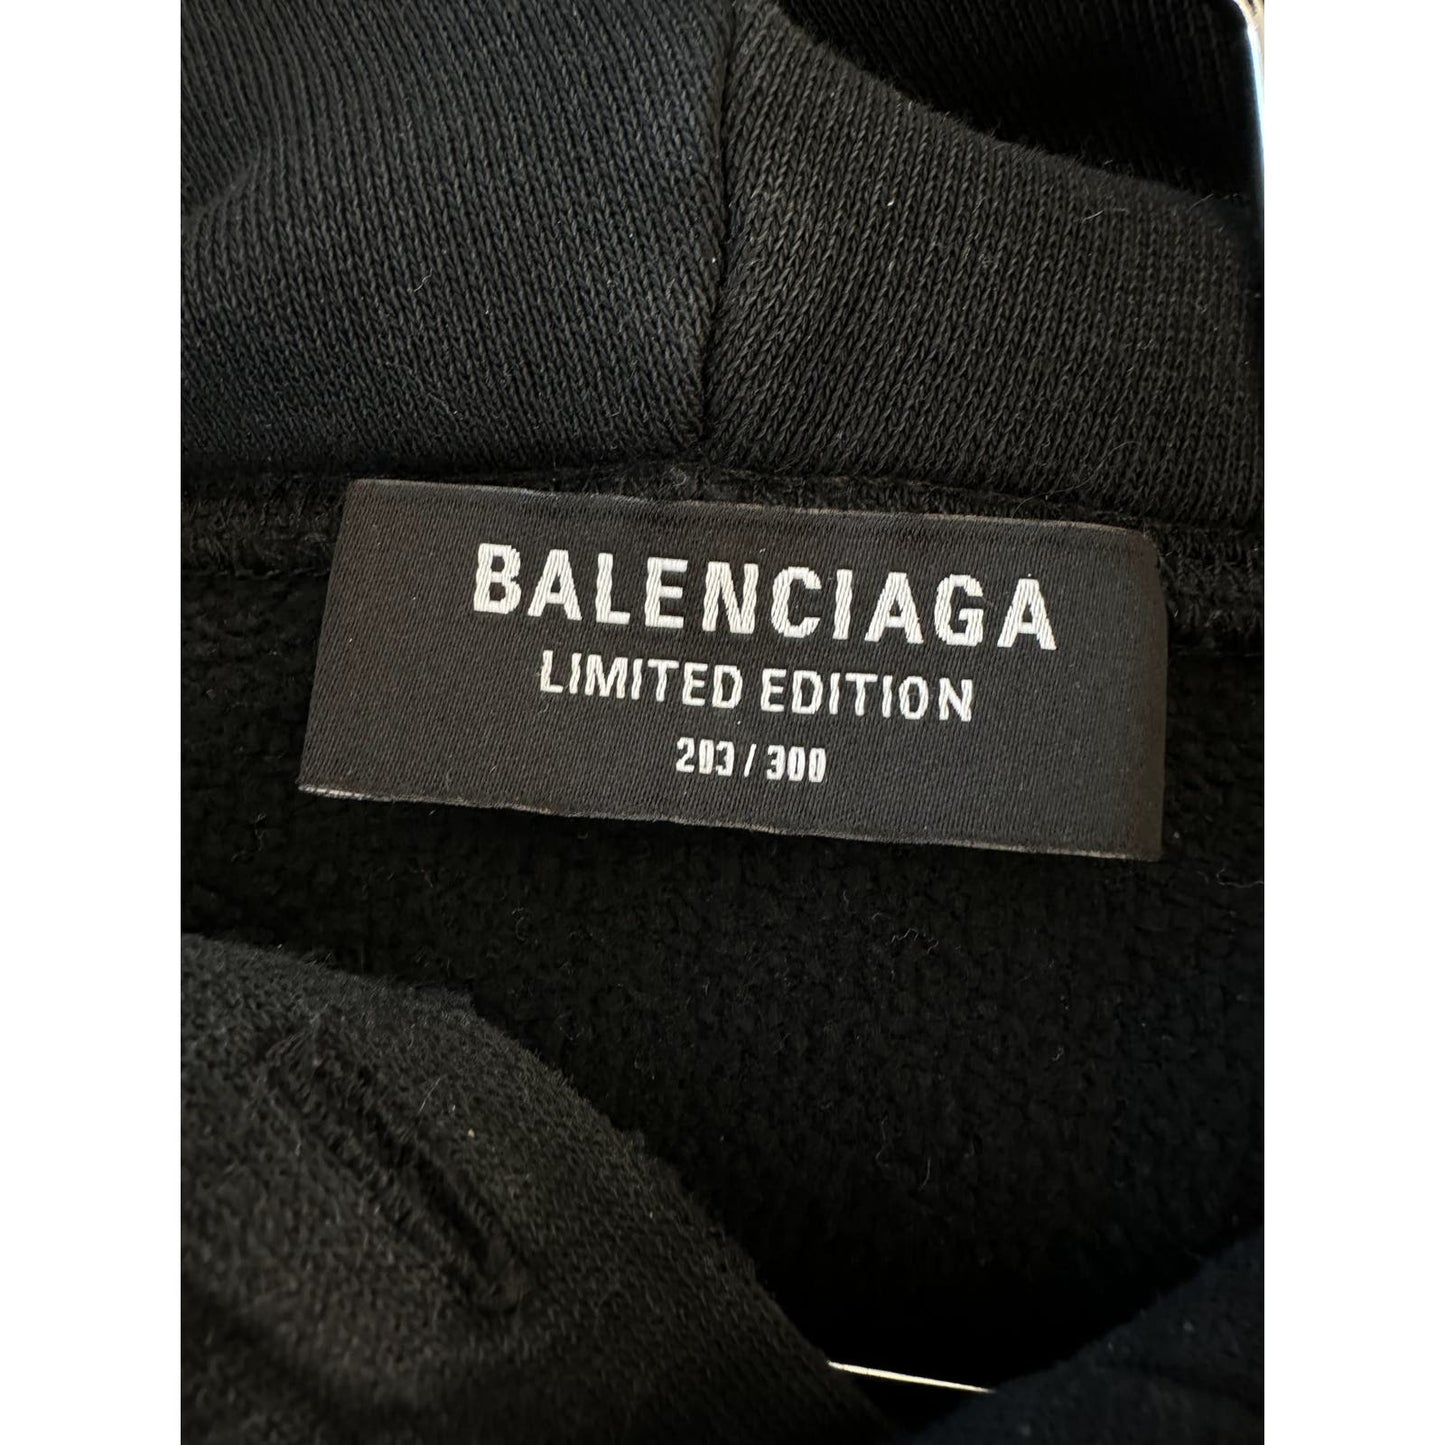 BALENCIAGA
LIMITED EDITION
203 / 300